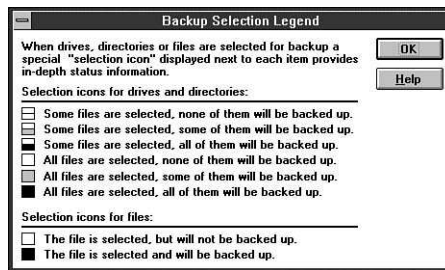 Backup Selection Legend
When drives, directories or files are selected for backup a
special "selection icon" displayed next to each item provides
in-depth status information.
OK
Help
Selection icons for drives and directories:
Some files are selected, none of them will be backed up.
Some files are selected, some of them will be backed up.
Some files are selected, all of them will be backed up.
All files are selected, none of them will be backed up.
All files are selected, some of them will be backed up.
All files are selected, all of them will be backed up.
Selection icons for files:
The file is selected, but will not be backed up.
The file is selected and will be backed up.